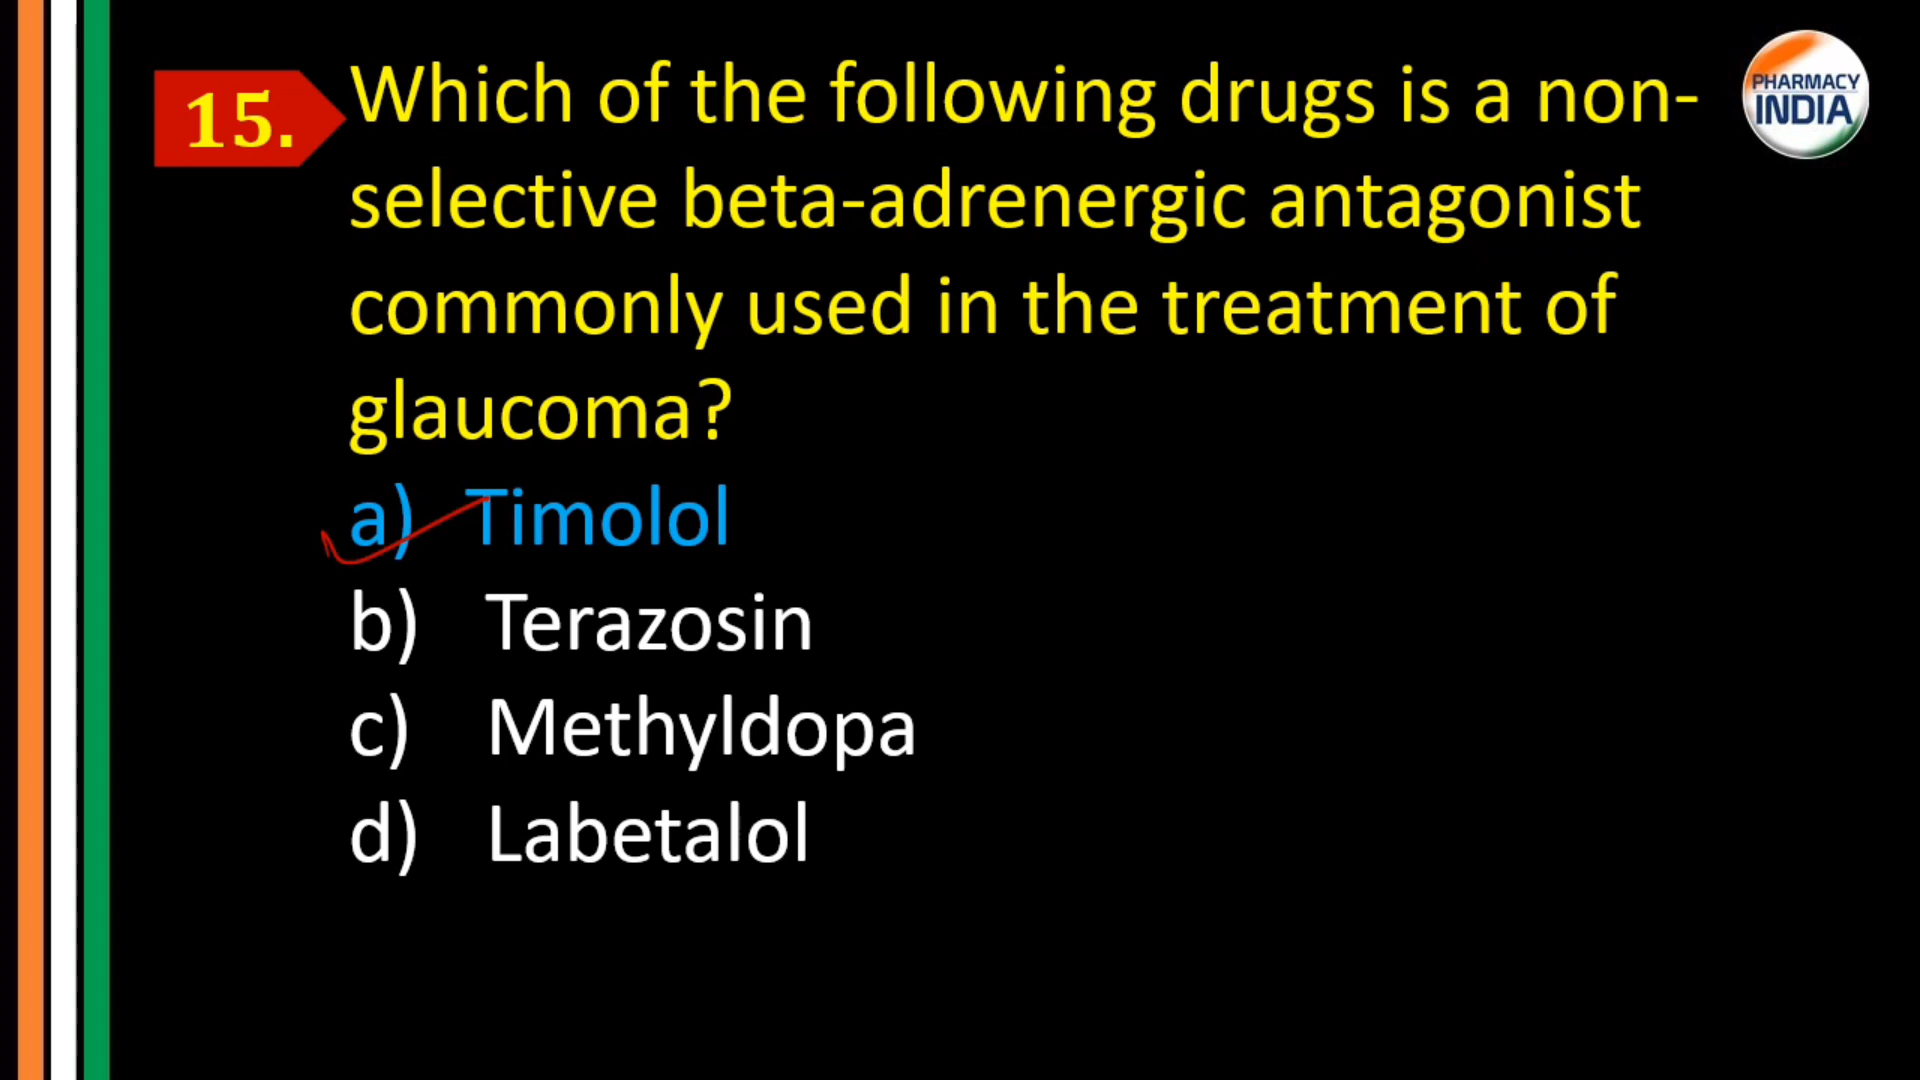 15.
Which of the following drugs is a non-
selective beta-adrenergic antagonist
commonly used in the treatment of
glaucoma?
a) Timolol
b) Terazosin
c) Methyldopa
d) Labetalol
PHARMACY
INDIA